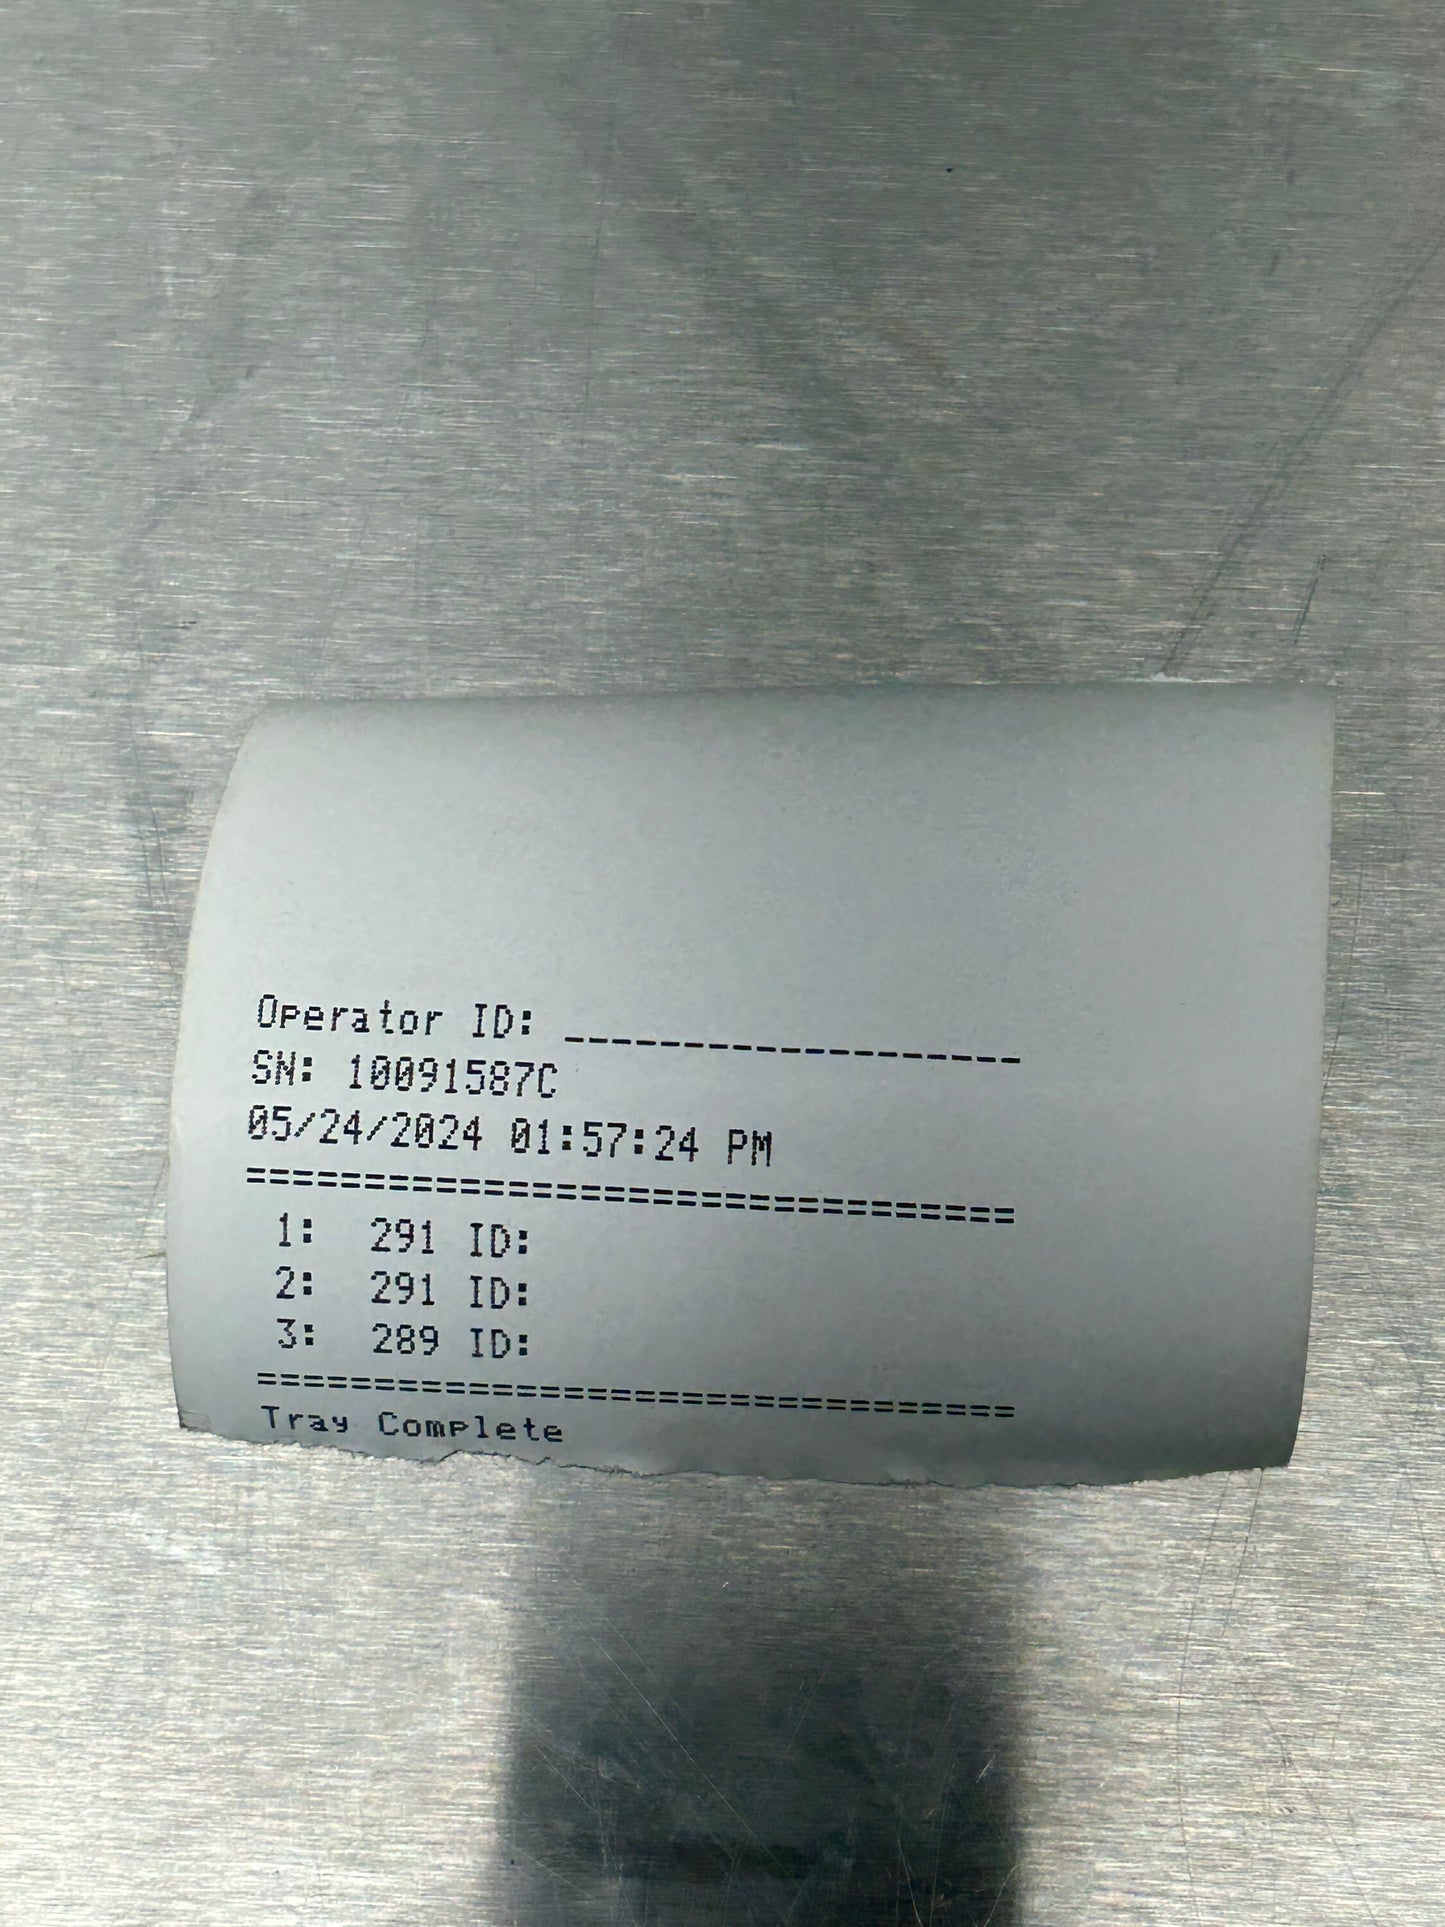 Operator ID: ___________________
SN: 10091587C
05/24/2024 01:57:24 PM
================================
1: 291 ID:
2: 291 ID:
3: 289 ID:
================================
Tray Complete